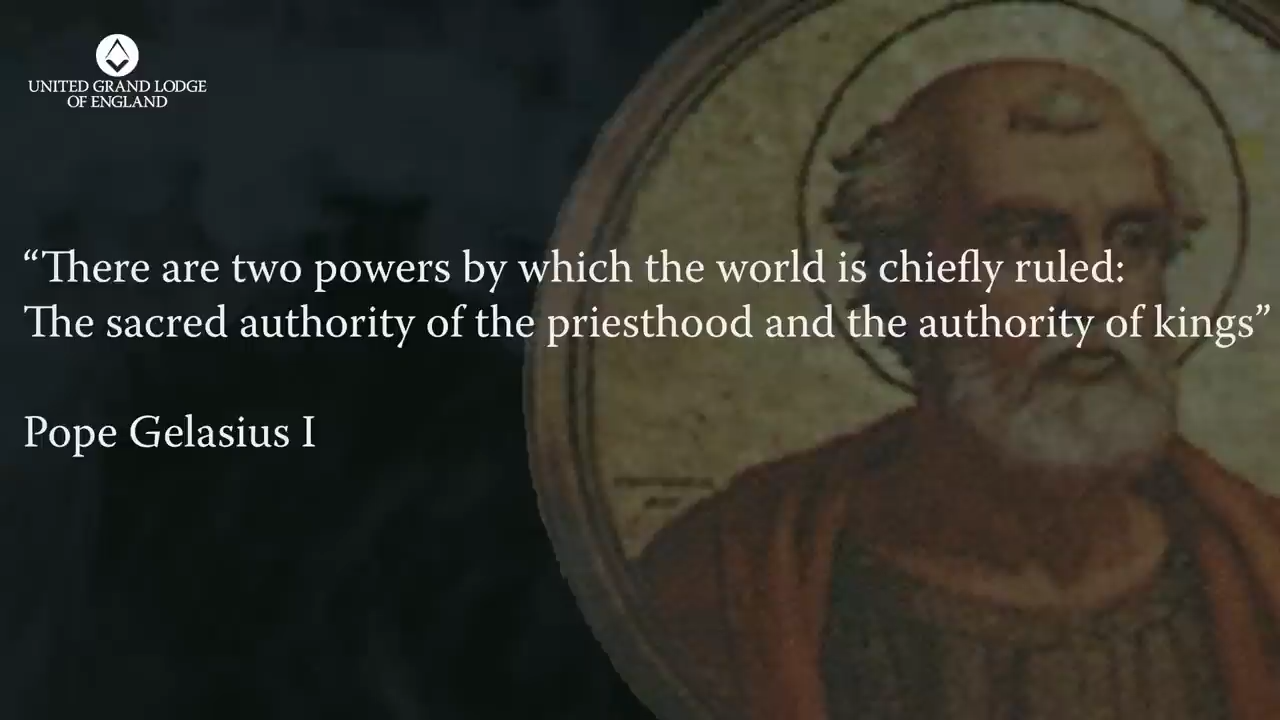 UNITED GRAND LODGE
OF ENGLAND
“There are two powers by which the world is chiefly ruled:
The sacred authority of the priesthood and the authority of kings”
Pope Gelasius I